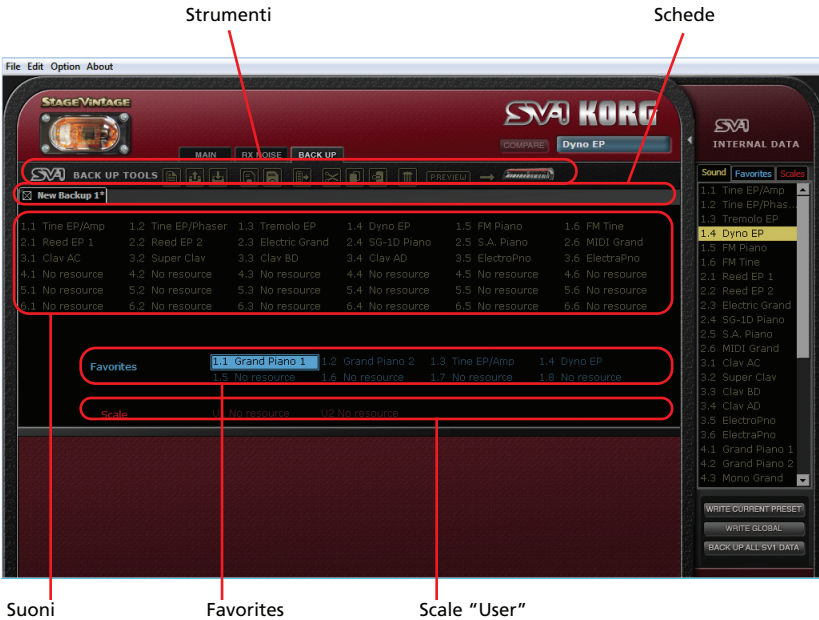 Strumenti
Schede
File Edit Option About
STAGEVINTAGE
SV1 KORG
COMPARE Dyno EP
MAIN RX NOISE BACK UP
SV1 BACK UP TOOLS PREVIEW →
New Backup 1*
1.1 Tine EP/Amp 1.2 Tine EP/Phaser 1.3 Tremolo EP 1.4 Dyno EP 1.5 FM Piano 1.6 FM Tine
2.1 Reed EP 1 2.2 Reed EP 2 2.3 Electric Grand 2.4 SG-1D Piano 2.5 S.A. Piano 2.6 MIDI Grand
3.1 Clav AC 3.2 Super Clav 3.3 Clav BD 3.4 Clav AD 3.5 ElectroPno 3.6 ElectraPno
4.1 No resource 4.2 No resource 4.3 No resource 4.4 No resource 4.5 No resource 4.6 No resource
5.1 No resource 5.2 No resource 5.3 No resource 5.4 No resource 5.5 No resource 5.6 No resource
6.1 No resource 6.2 No resource 6.3 No resource 6.4 No resource 6.5 No resource 6.6 No resource
Favorites 1.1 Grand Piano 1 1.2 Grand Piano 2 1.3 Tine EP/Amp 1.4 Dyno EP
1.5 No resource 1.6 No resource 1.7 No resource 1.8 No resource
Scale U1 No resource U2 No resource
SV1
INTERNAL DATA
Sound Favorites Scales
1.1 Tine EP/Amp
1.2 Tine EP/Phas...
1.3 Tremolo EP
1.4 Dyno EP
1.5 FM Piano
1.6 FM Tine
2.1 Reed EP 1
2.2 Reed EP 2
2.3 Electric Grand
2.4 SG-1D Piano
2.5 S.A. Piano
2.6 MIDI Grand
3.1 Clav AC
3.2 Super Clav
3.3 Clav BD
3.4 Clav AD
3.5 ElectroPno
3.6 ElectraPno
4.1 Grand Piano 1
4.2 Grand Piano 2
4.3 Mono Grand
WRITE CURRENT PRESET
WRITE GLOBAL
BACK UP ALL SV1 DATA
Suoni
Favorites
Scale “User”